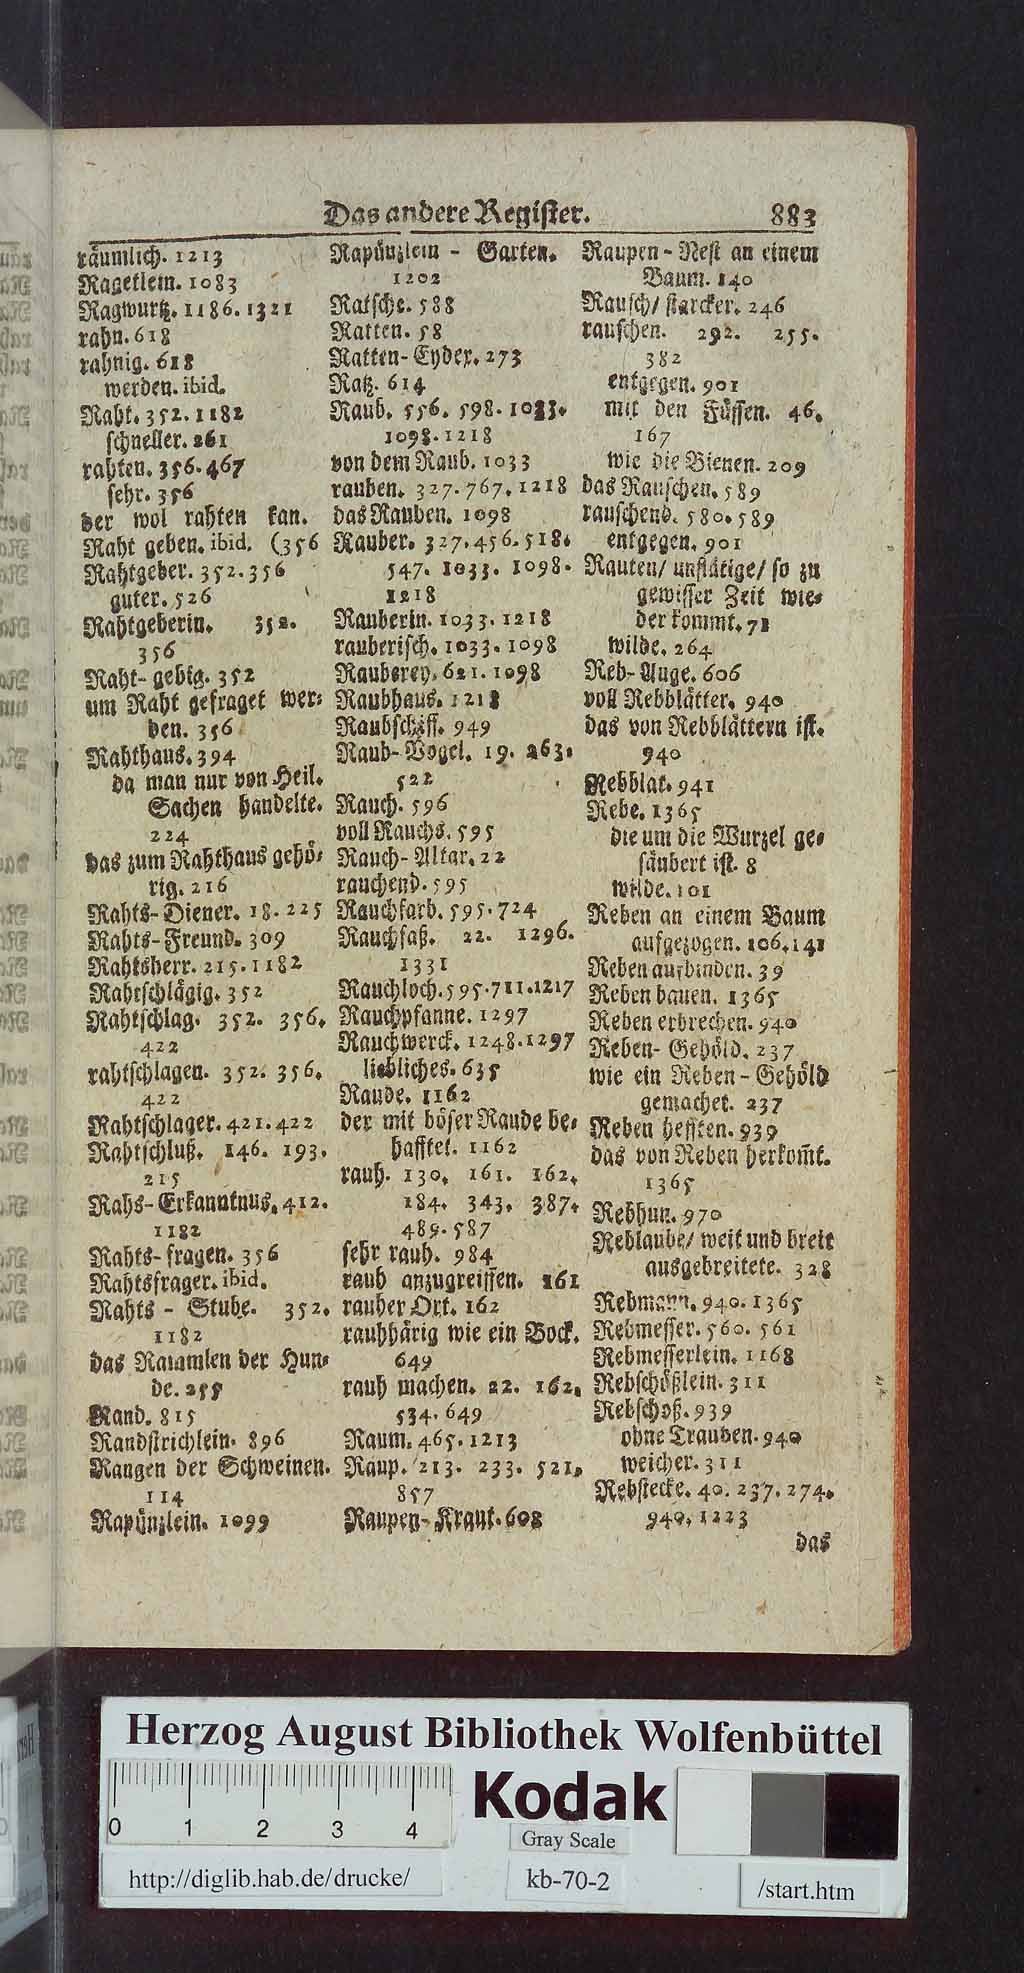 Das andere Register. 883
räumlich. 1213
Ragetlein. 1083
Ragwurtz. 1186. 1321
rahn. 618
rahnig. 618
werden. ibid.
Raht. 352. 1182
schneller. 261
rahten. 356. 467
sehr. 356
der wol rahten kan.
Raht geben. ibid. (356
Rahtgeber. 352. 356
guter. 526
Rahtgeberin. 352.
356
Raht-gebig. 352
um Raht gefraget wer-
den. 356
Rahthaus. 394
da man nur von Heil.
Sachen handelte.
224
das zum Rahthaus gehö-
rig. 216
Rahts-Diener. 18. 225
Rahts-Freund. 309
Rahtsherr. 215. 1182
Rahtschlägig. 352
Rahtschlag. 352. 356.
422
rahtschlagen. 352. 356.
422
Rahtschlager. 421. 422
Rahtschluß. 146. 193.
215
Rahs-Erkanntnus. 412.
1182
Rahts-fragen. 356
Rahtsfrager. ibid.
Rahts-Stube. 352.
1182
das Ramamlen der Hun-
de. 255
Rand. 815
Randstrichlein. 896
Rangen der Schweinen.
114
Rapünzlein. 1099
Rapünzlein-Garten.
1202
Ratsche. 588
Ratten. 58
Ratten-Eydex. 273
Ratz. 614
Raub. 556. 598. 1033.
1098. 1218
von dem Raub. 1033
rauben. 327. 767. 1218
das Rauben. 1098
Rauber. 327. 456. 518.
547. 1033. 1098.
1218
Rauberin. 1033. 1218
rauberisch. 1033. 1098
Rauberey. 621. 1098
Raubhaus. 1218
Raubschiff. 949
Raub-Vogel. 19. 263.
522
Rauch. 596
voll Rauchs. 595
Rauch-Altar. 22
rauchend. 595
Rauchfarb. 595. 724
Rauchfaß. 22. 1296.
1331
Rauchloch. 595. 711. 1217
Rauchpfanne. 1297
Rauchwerck. 1248. 1297
liebliches. 635
Raude. 1162
der mit böser Raude be-
hafftet. 1162
rauh. 130. 161. 162.
184. 343. 387.
489. 587
sehr rauh. 984
rauh anzugreiffen. 161
rauher Ort. 162
rauhhärig wie ein Bock.
649
rauh machen. 22. 162.
534. 649
Raum. 465. 1213
Raup. 213. 233. 521.
857
Raupen-Kraut. 608
Raupen-Nest an einem
Baum. 140
Rausch/ starcker. 246
rauschen. 292. 255.
382
entgegen. 901
mit den Füssen. 46.
167
wie die Bienen. 209
das Rauschen. 589
rauschend. 580. 589
entgegen. 901
Rauten/ unflätige/ so zu
gewisser Zeit wie-
der kommt. 71
wilde. 264
Reb-Auge. 606
voll Rebblätter. 940
das von Rebblättern ist.
940
Rebblat. 941
Rebe. 1365
die um die Wurzel ge-
säubert ist. 8
wilde. 101
Reben an einem Baum
aufgezogen. 106. 141
Reben aufbinden. 39
Reben bauen. 1365
Reben erbrechen. 940
Reben-Gehöld. 237
wie ein Reben-Gehöld
gemachet. 237
Reben hefften. 939
das von Reben herkom̃t.
1365
Rebhun. 970
Reblaube/ weit und breit
ausgebreitete. 328
Rebmann. 940. 1365
Rebmesser. 560. 561
Rebmesserlein. 1168
Rebschößlein. 311
Rebschoß. 939
ohne Trauben. 940
weicher. 311
Rebstecke. 40. 237. 274.
940. 1223
das
Herzog August Bibliothek Wolfenbüttel
0 1 2 3 4
Kodak
Gray Scale
http://diglib.hab.de/drucke/
kb-70-2
/start.htm